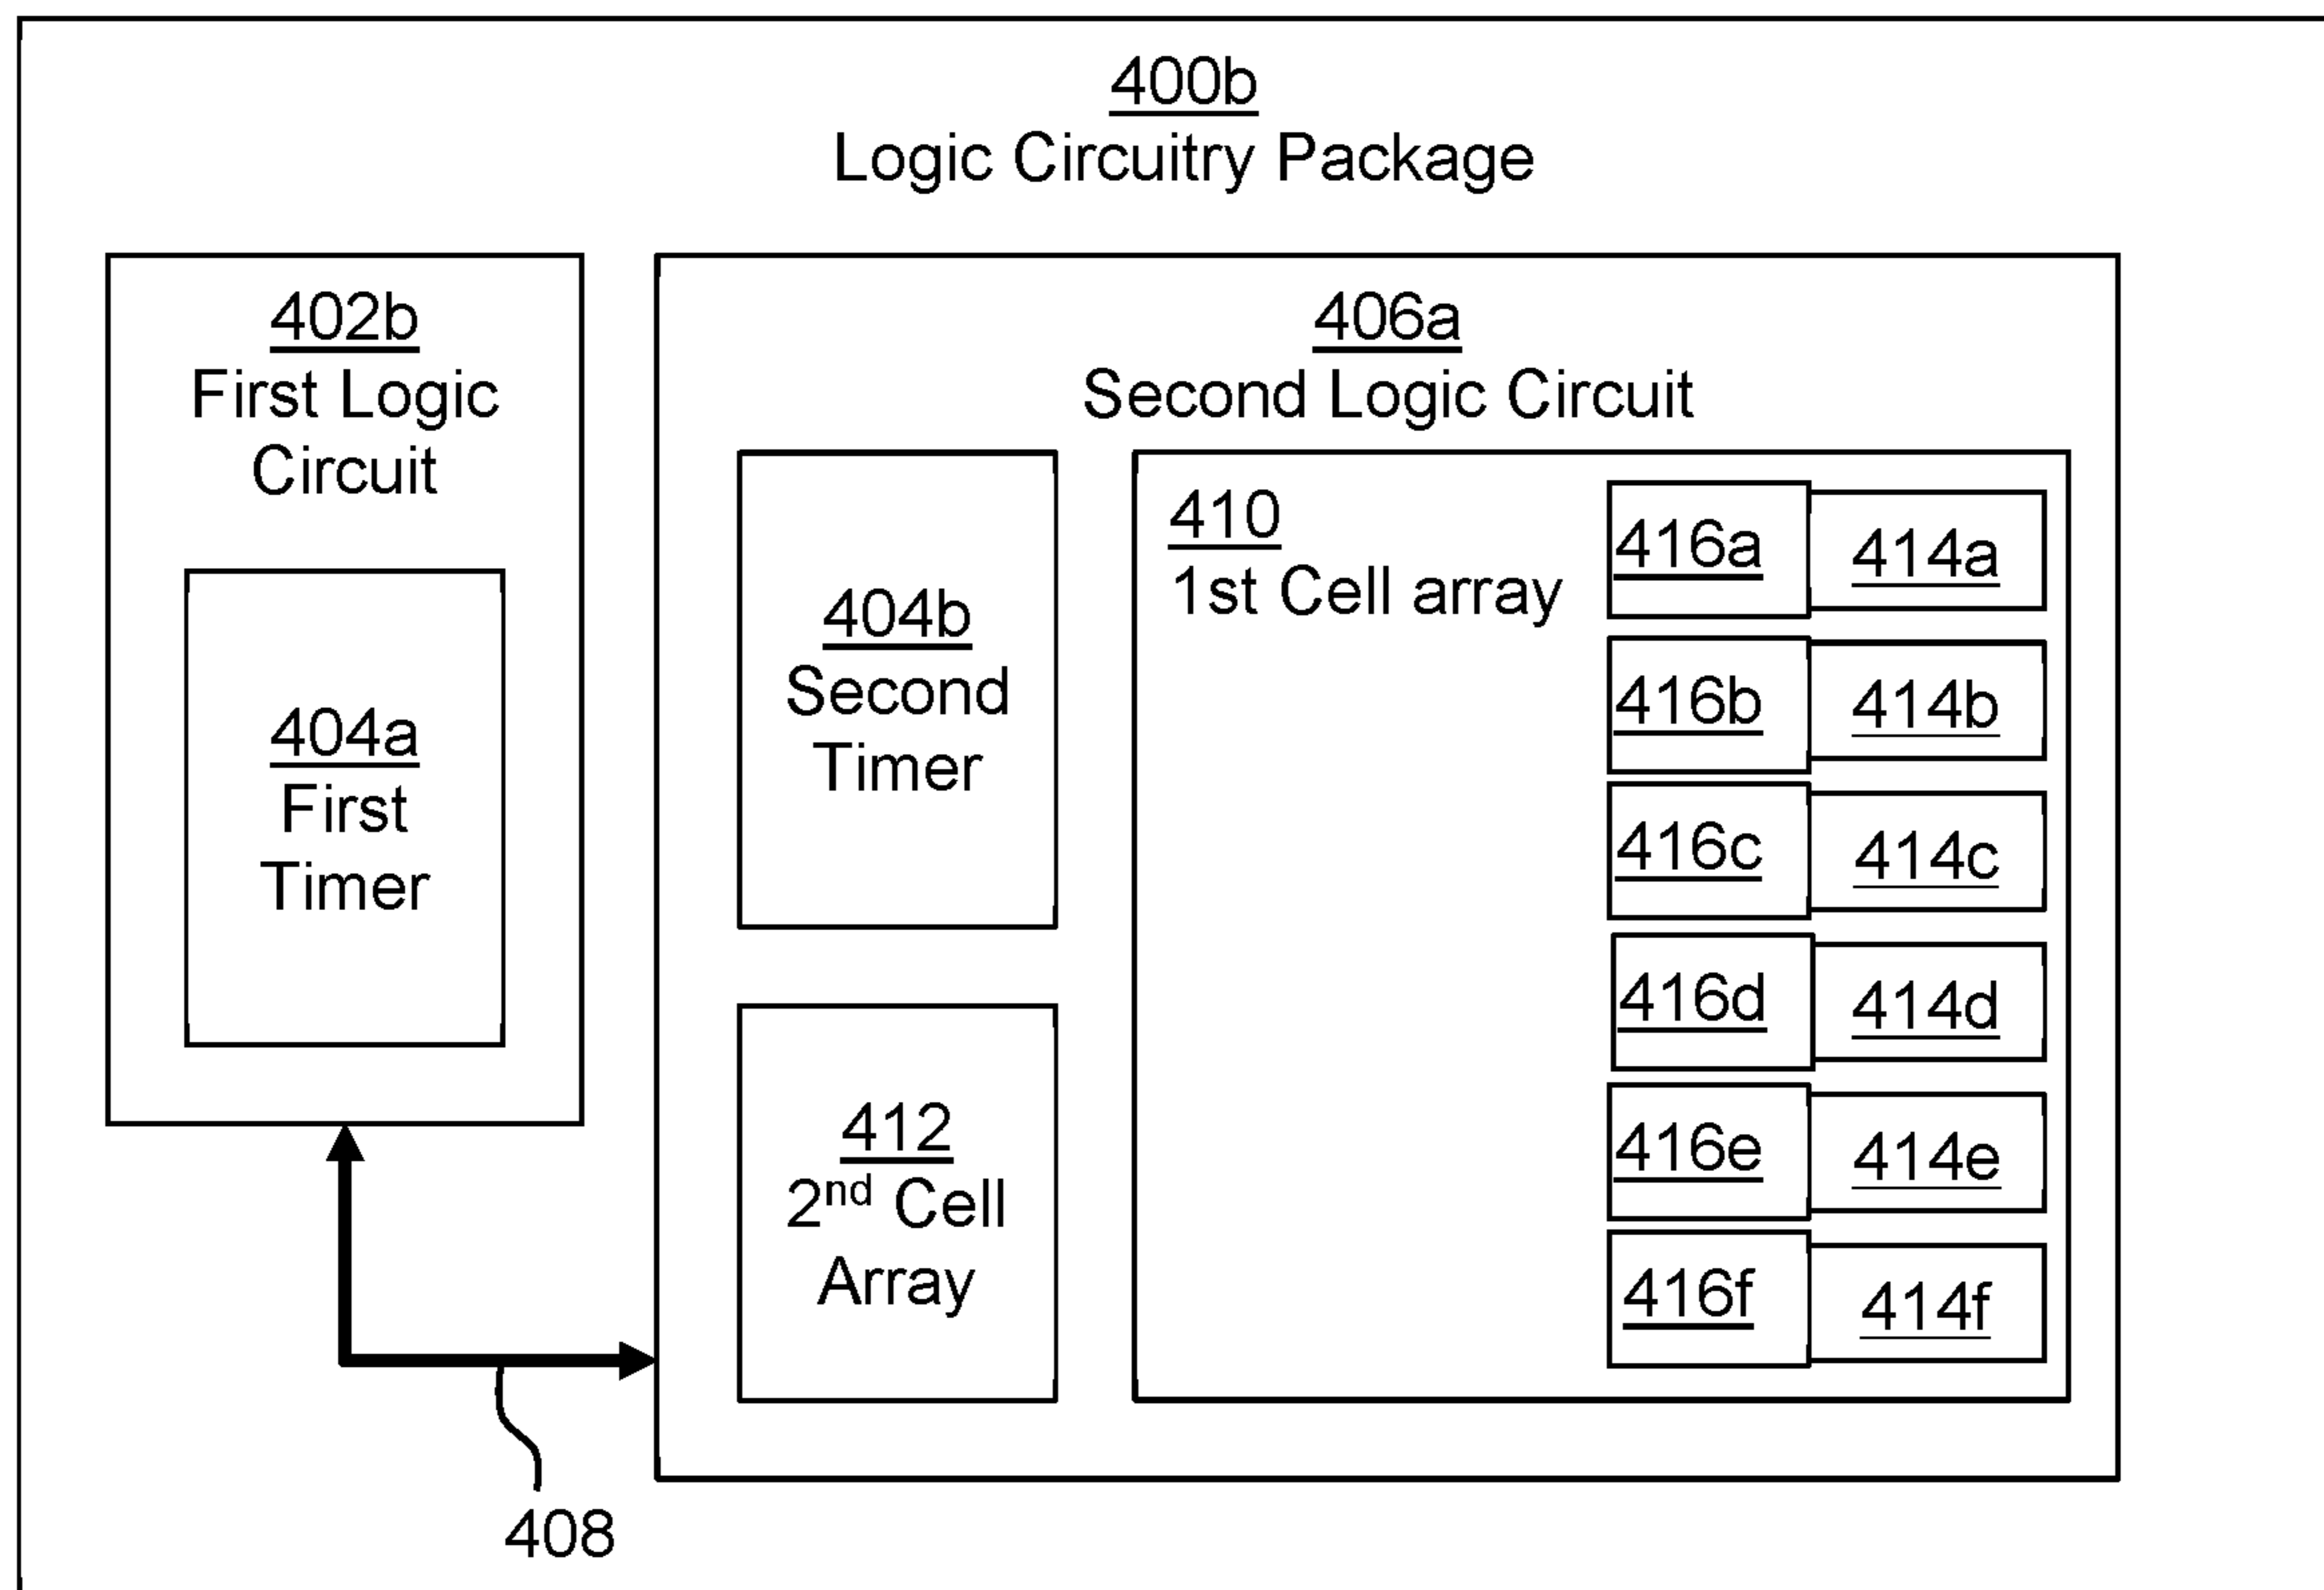 400b
Logic Circuitry Package
402b
First Logic
Circuit
404a
First
Timer
406a
Second Logic Circuit
404b
Second
Timer
412
2nd Cell
Array
410
1st Cell array
416a 414a
416b 414b
416c 414c
416d 414d
416e 414e
416f 414f
408